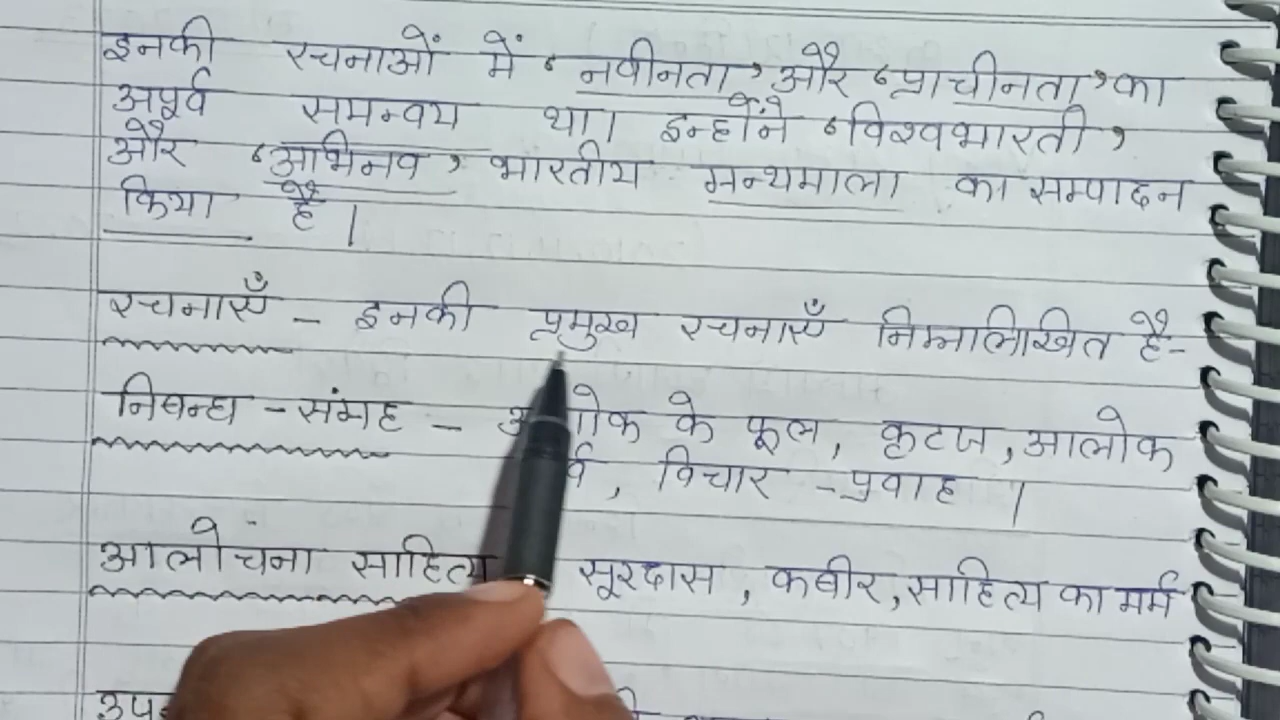 इनकी रचनाओं में ‘नवीनता’ और ‘प्राचीनता’ का
अपूर्व समन्वय था। इन्होंने ‘विश्वभारती’
और ‘अभिनव’ भारतीय ग्रन्थमाला का सम्पादन
किया है।
रचनाएँ – इनकी प्रमुख रचनाएँ निम्नलिखित है-
निबन्ध - संग्रह – के फूल, कुटज, आलोक
, विचार - प्रवाह ।
आलोचना साहित्य सूरदास, कबीर, साहित्य का मर्म